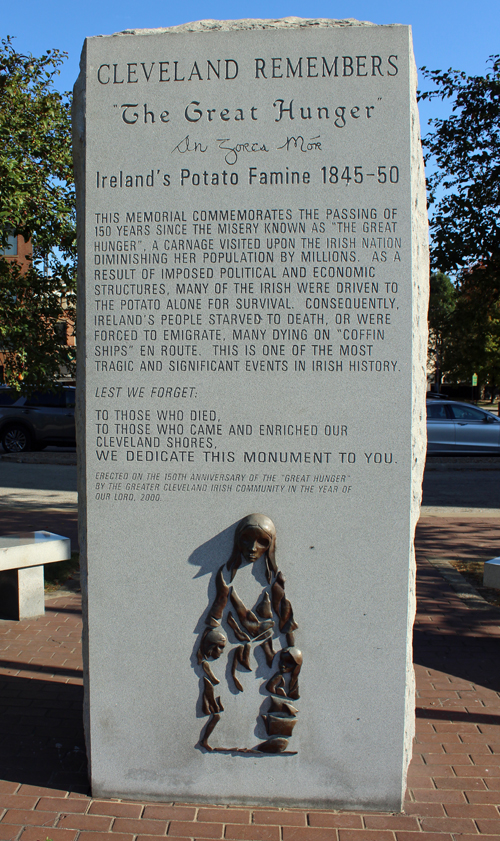 CLEVELAND REMEMBERS
"The Great Hunger"
An Gorta Mór
Ireland's Potato Famine 1845-50
THIS MEMORIAL COMMEMORATES THE PASSING OF
150 YEARS SINCE THE MISERY KNOWN AS "THE GREAT
HUNGER", A CARNAGE VISITED UPON THE IRISH NATION
DIMINISHING HER POPULATION BY MILLIONS. AS A
RESULT OF IMPOSED POLITICAL AND ECONOMIC
STRUCTURES, MANY OF THE IRISH WERE DRIVEN TO
THE POTATO ALONE FOR SURVIVAL. CONSEQUENTLY,
IRELAND'S PEOPLE STARVED TO DEATH, OR WERE
FORCED TO EMIGRATE, MANY DYING ON "COFFIN
SHIPS" EN ROUTE. THIS IS ONE OF THE MOST
TRAGIC AND SIGNIFICANT EVENTS IN IRISH HISTORY.
LEST WE FORGET:
TO THOSE WHO DIED,
TO THOSE WHO CAME AND ENRICHED OUR
CLEVELAND SHORES,
WE DEDICATE THIS MONUMENT TO YOU.
ERECTED ON THE 150TH ANNIVERSARY OF THE "GREAT HUNGER"
BY THE GREATER CLEVELAND IRISH COMMUNITY IN THE YEAR OF
OUR LORD, 2000.